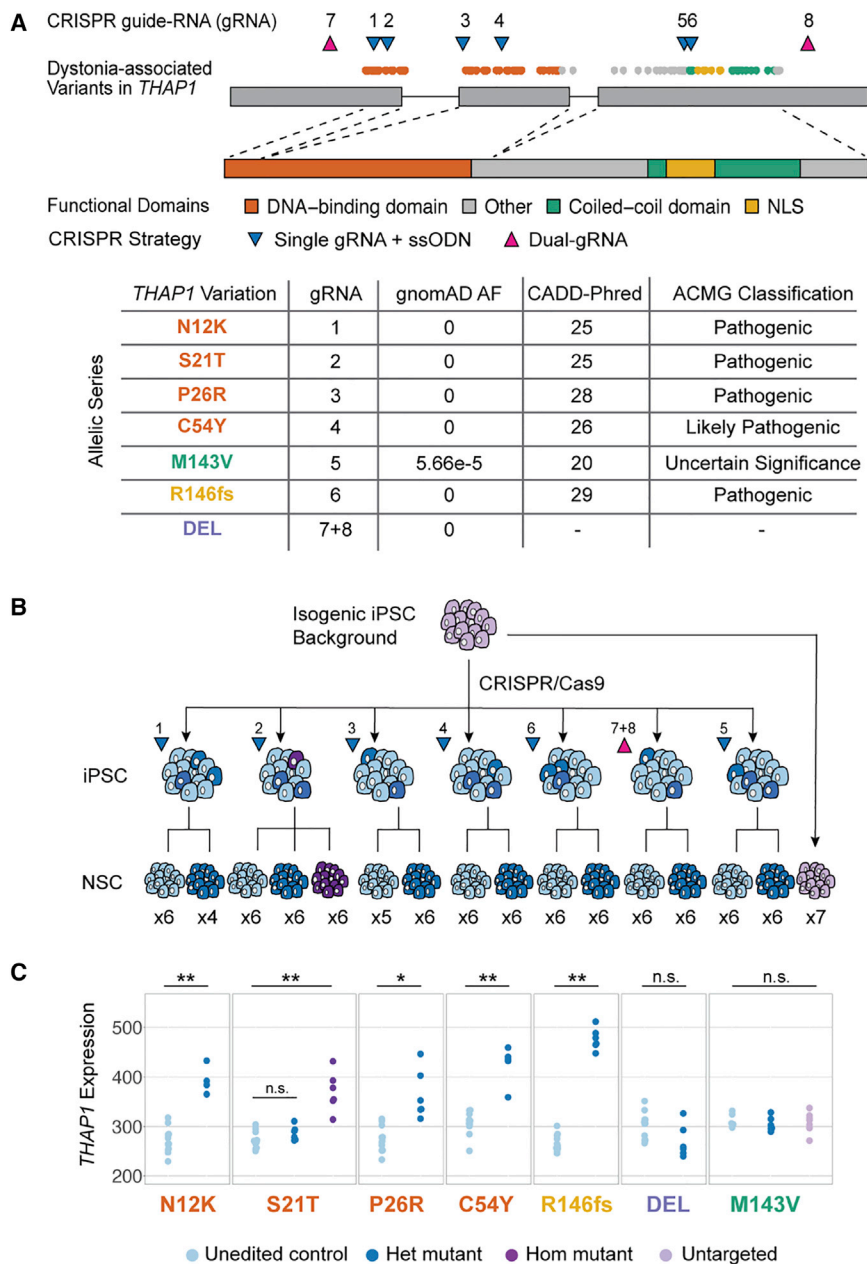 A
CRISPR guide-RNA (gRNA)
7 1 2 3 4 56 8
Dystonia-associated
Variants in THAP1
Functional Domains DNA–binding domain Other Coiled–coil domain NLS
CRISPR Strategy Single gRNA + ssODN Dual-gRNA
Allelic Series
THAP1 Variation gRNA gnomAD AF CADD-Phred ACMG Classification
N12K 1 0 25 Pathogenic
S21T 2 0 25 Pathogenic
P26R 3 0 28 Pathogenic
C54Y 4 0 26 Likely Pathogenic
M143V 5 5.66e-5 20 Uncertain Significance
R146fs 6 0 29 Pathogenic
DEL 7+8 0 - -
B
Isogenic iPSC
Background
CRISPR/Cas9
1 2 3 4 6 7+8 5
iPSC
NSC
x6 x4 x6 x6 x6 x5 x6 x6 x6 x6 x6 x6 x6 x6 x6 x7
C
** ** * ** ** n.s. n.s.
n.s.
THAP1 Expression
500
400
300
200
N12K S21T P26R C54Y R146fs DEL M143V
Unedited control Het mutant Hom mutant Untargeted